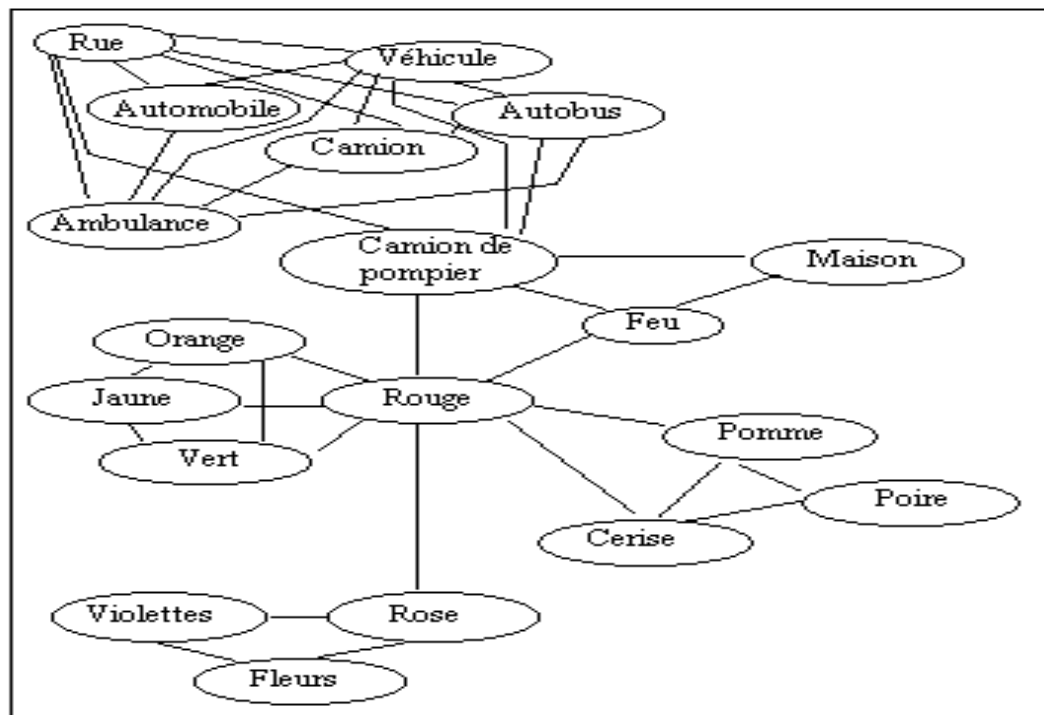 Rue
Véhicule
Automobile
Autobus
Camion
Ambulance
Camion de
pompier
Maison
Feu
Orange
Jaune
Rouge
Vert
Pomme
Poire
Cerise
Violettes
Rose
Fleurs